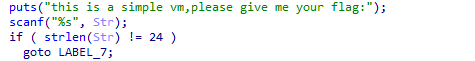 puts("this is a simple vm,please give me your flag:");
scanf("%s", Str);
if ( strlen(Str) != 24 )
goto LABEL_7;